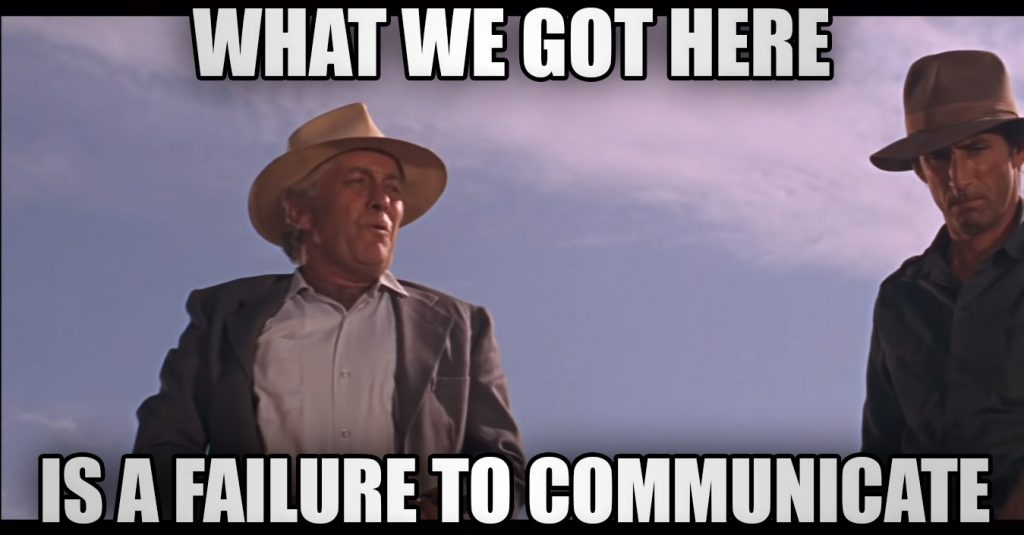 WHAT WE GOT HERE
IS A FAILURE TO COMMUNICATE